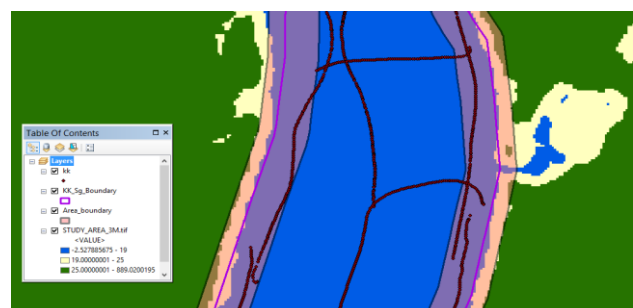 Table Of Contents
Layers
kk
KK_Sg_Boundary
Area_boundary
STUDY_AREA_3M.tif
<VALUE>
-2.527885675 - 19
19.00000001 - 25
25.00000001 - 889.0200195